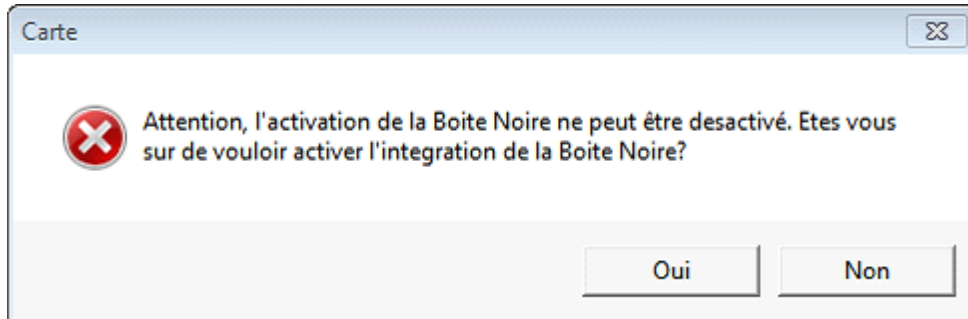 Carte
Attention, l'activation de la Boite Noire ne peut être desactivé. Etes vous
sur de vouloir activer l'integration de la Boite Noire?
Oui Non